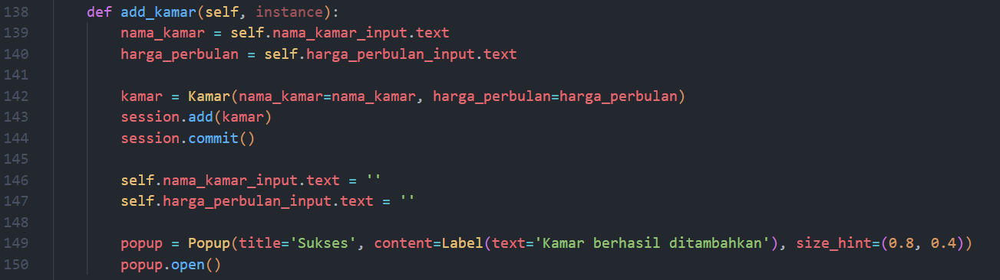 138 def add_kamar(self, instance):
139 nama_kamar = self.nama_kamar_input.text
140 harga_perbulan = self.harga_perbulan_input.text
141
142 kamar = Kamar(nama_kamar=nama_kamar, harga_perbulan=harga_perbulan)
143 session.add(kamar)
144 session.commit()
145
146 self.nama_kamar_input.text = ''
147 self.harga_perbulan_input.text = ''
148
149 popup = Popup(title='Sukses', content=Label(text='Kamar berhasil ditambahkan'), size_hint=(0.8, 0.4))
150 popup.open()